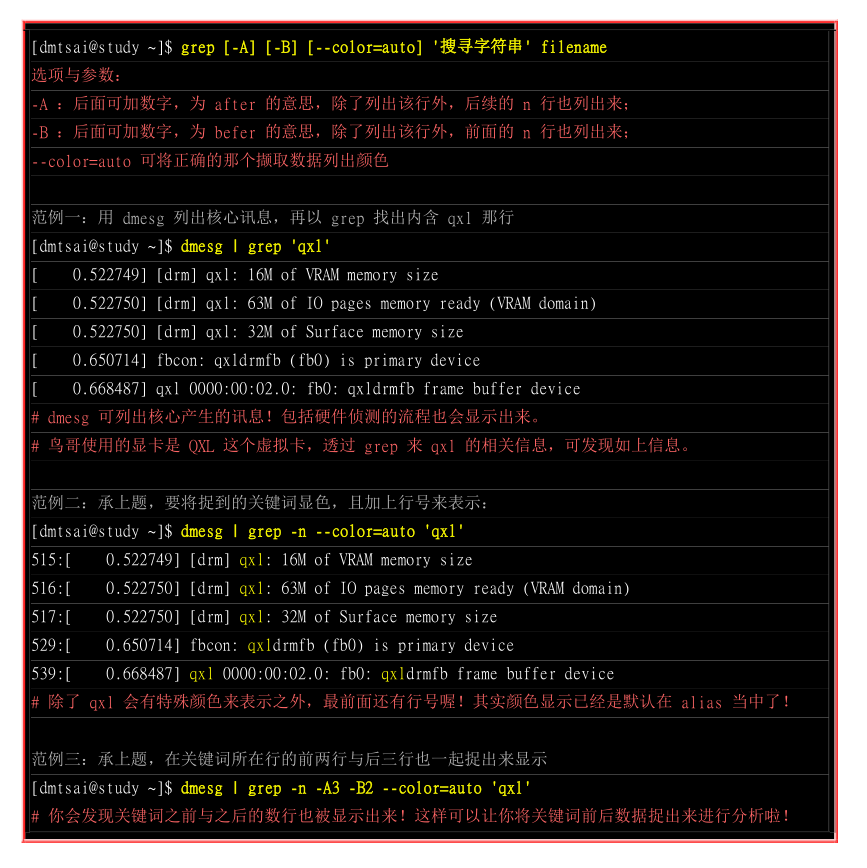 [dmtsai@study ~]$ grep [-A] [-B] [--color=auto] '搜寻字符串' filename
选项与参数：
-A ：后面可加数字，为 after 的意思，除了列出该行外，后续的 n 行也列出来；
-B ：后面可加数字，为 befer 的意思，除了列出该行外，前面的 n 行也列出来；
--color=auto 可将正确的那个撷取数据列出颜色
范例一：用 dmesg 列出核心讯息，再以 grep 找出内含 qxl 那行
[dmtsai@study ~]$ dmesg | grep 'qxl'
[    0.522749] [drm] qxl: 16M of VRAM memory size
[    0.522750] [drm] qxl: 63M of IO pages memory ready (VRAM domain)
[    0.522750] [drm] qxl: 32M of Surface memory size
[    0.650714] fbcon: qxldrmfb (fb0) is primary device
[    0.668487] qxl 0000:00:02.0: fb0: qxldrmfb frame buffer device
# dmesg 可列出核心产生的讯息！包括硬件侦测的流程也会显示出来。
# 鸟哥使用的显卡是 QXL 这个虚拟卡，透过 grep 来 qxl 的相关信息，可发现如上信息。
范例二：承上题，要将捉到的关键词显色，且加上行号来表示：
[dmtsai@study ~]$ dmesg | grep -n --color=auto 'qxl'
515:[    0.522749] [drm] qxl: 16M of VRAM memory size
516:[    0.522750] [drm] qxl: 63M of IO pages memory ready (VRAM domain)
517:[    0.522750] [drm] qxl: 32M of Surface memory size
529:[    0.650714] fbcon: qxldrmfb (fb0) is primary device
539:[    0.668487] qxl 0000:00:02.0: fb0: qxldrmfb frame buffer device
# 除了 qxl 会有特殊颜色来表示之外，最前面还有行号喔！其实颜色显示已经是默认在 alias 当中了！
范例三：承上题，在关键词所在行的前两行与后三行也一起捉出来显示
[dmtsai@study ~]$ dmesg | grep -n -A3 -B2 --color=auto 'qxl'
# 你会发现关键词之前与之后的数行也被显示出来！这样可以让你将关键词前后数据捉出来进行分析啦！